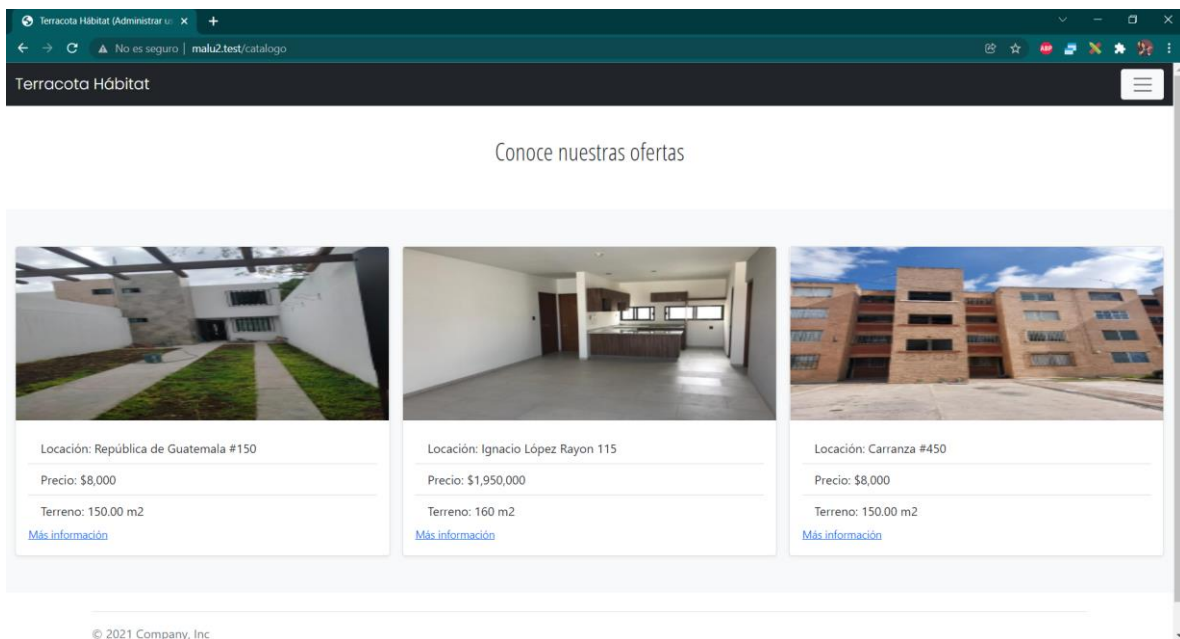 Terracota Hábitat (Administrar u
No es seguro | malu2.test/catalogo
ABP
Terracota Hábitat
Conoce nuestras ofertas
Locación: República de Guatemala #150
Precio: $8,000
Terreno: 150.00 m2
Más información
Locación: Ignacio López Rayon 115
Precio: $1,950,000
Terreno: 160 m2
Más información
Locación: Carranza #450
Precio: $8,000
Terreno: 150.00 m2
Más información
© 2021 Company, Inc